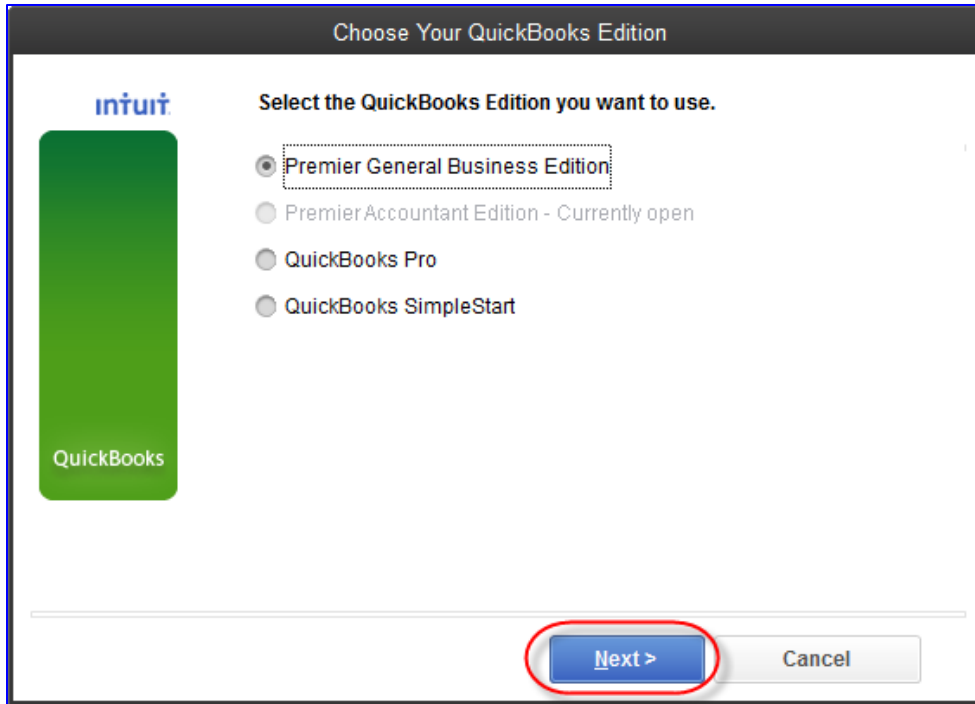 Choose Your QuickBooks Edition
intuit
Select the QuickBooks Edition you want to use.
Premier General Business Edition
Premier Accountant Edition - Currently open
QuickBooks Pro
QuickBooks SimpleStart
QuickBooks
Next >
Cancel